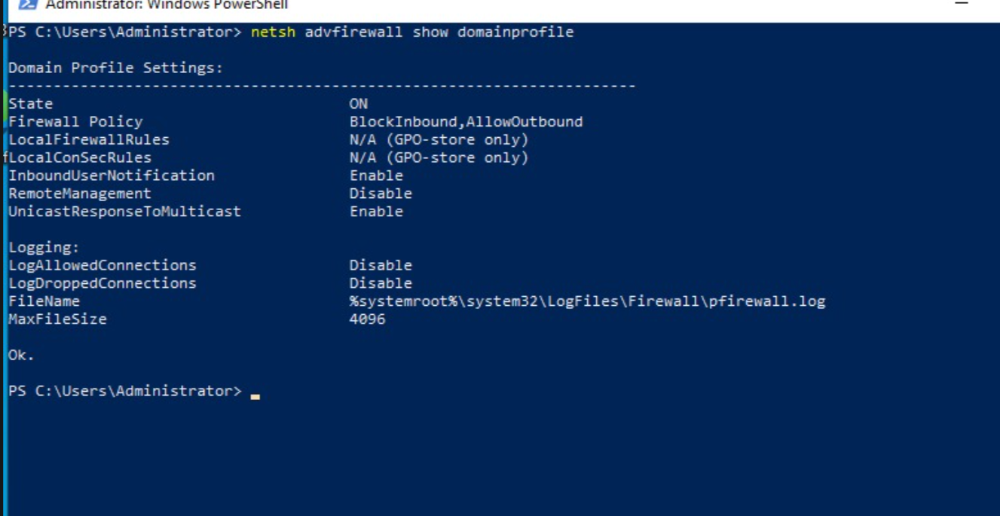 Administrator: Windows PowerShell
PS C:\Users\Administrator> netsh advfirewall show domainprofile
Domain Profile Settings:
----------------------------------------------------------------------
State                                 ON
Firewall Policy                       BlockInbound,AllowOutbound
LocalFirewallRules                    N/A (GPO-store only)
LocalConSecRules                      N/A (GPO-store only)
InboundUserNotification               Enable
RemoteManagement                      Disable
UnicastResponseToMulticast            Enable
Logging:
LogAllowedConnections                 Disable
LogDroppedConnections                 Disable
FileName                              %systemroot%\system32\LogFiles\Firewall\pfirewall.log
MaxFileSize                           4096
Ok.
PS C:\Users\Administrator>